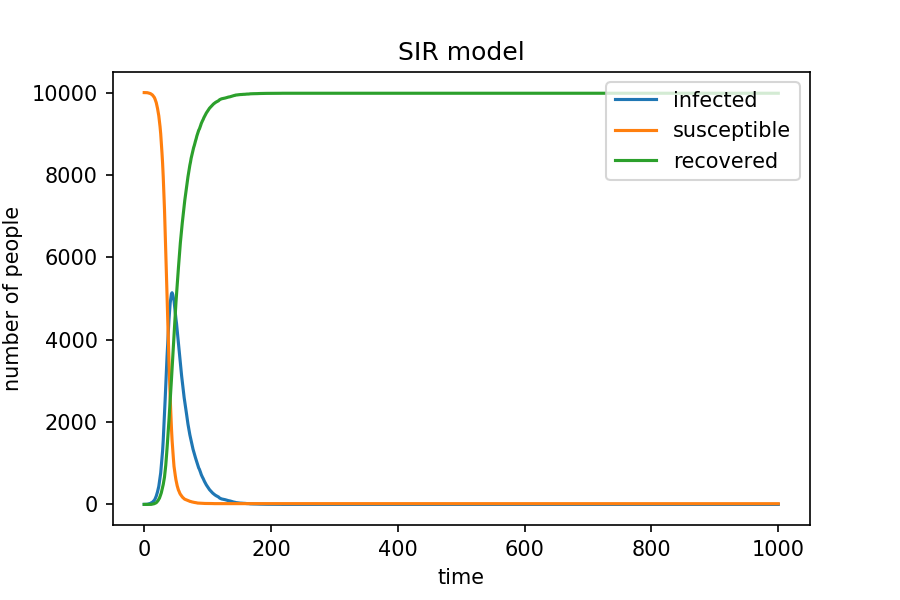 SIR model
infected
susceptible
recovered
number of people
10000
8000
6000
4000
2000
0
0 200 400 600 800 1000
time